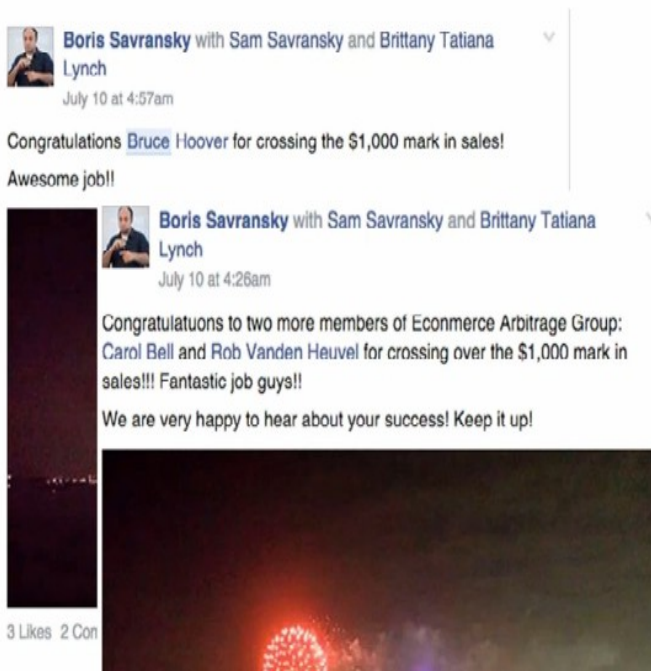 Boris Savransky with Sam Savransky and Brittany Tatiana
Lynch
July 10 at 4:57am
Congratulations Bruce Hoover for crossing the $1,000 mark in sales!
Awesome job!!
Boris Savransky with Sam Savransky and Brittany Tatiana
Lynch
July 10 at 4:26am
Congratulatuons to two more members of Econmerce Arbitrage Group:
Carol Bell and Rob Vanden Heuvel for crossing over the $1,000 mark in
sales!!! Fantastic job guys!!
We are very happy to hear about your success! Keep it up!
3 Likes 2 Con